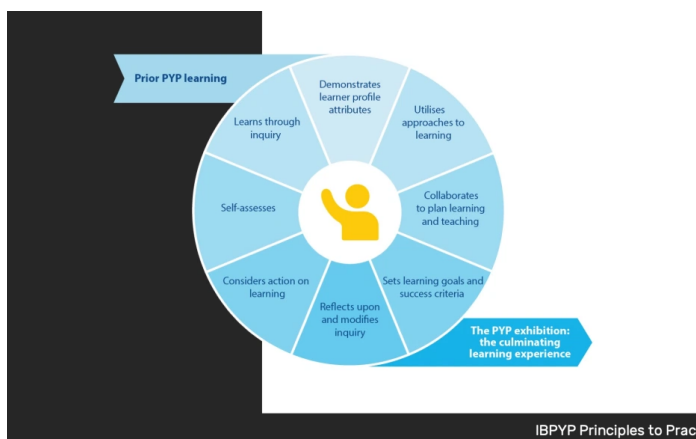 Prior PYP learning
Demonstrates
learner profile
attributes
Utilises
approaches to
learning
Collaborates
to plan learning
and teaching
Sets learning goals and
success criteria
Reflects upon
and modifies
inquiry
Considers action on
learning
Self-assesses
Learns through
inquiry
The PYP exhibition:
the culminating
learning experience
IBPYP Principles to Prac